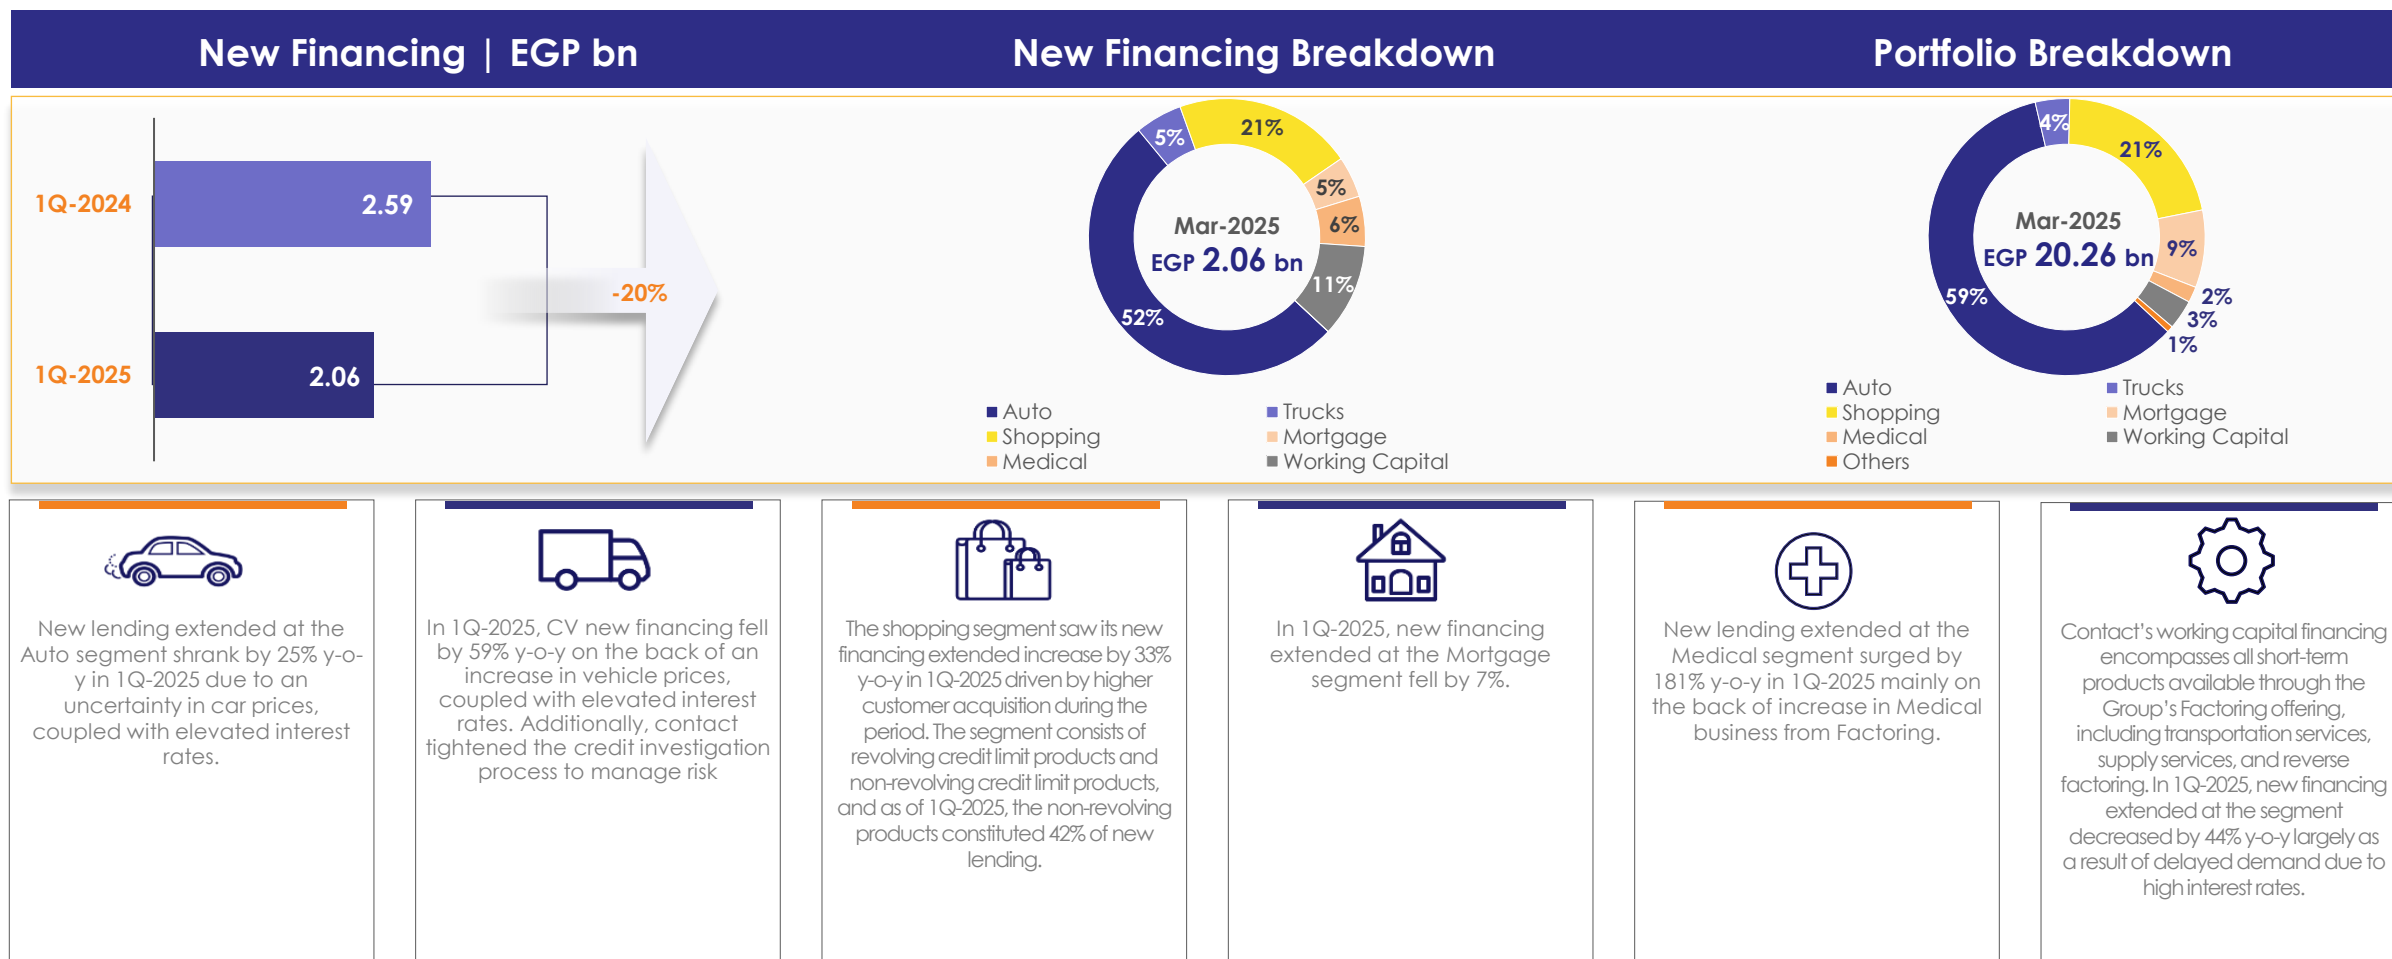 New Financing | EGP bn
New Financing Breakdown
Portfolio Breakdown
1Q-2024
2.59
-20%
1Q-2025
2.06
5%
21%
5%
6%
11%
52%
Mar-2025
EGP 2.06 bn
Auto
Trucks
Shopping
Mortgage
Medical
Working Capital
4%
21%
9%
2%
3%
1%
59%
Mar-2025
EGP 20.26 bn
Auto
Trucks
Shopping
Mortgage
Medical
Working Capital
Others
New lending extended at the
Auto segment shrank by 25% y-o-
y in 1Q-2025 due to an
uncertainty in car prices,
coupled with elevated interest
rates.
In 1Q-2025, CV new financing fell
by 59% y-o-y on the back of an
increase in vehicle prices,
coupled with elevated interest
rates. Additionally, contact
tightened the credit investigation
process to manage risk
The shopping segment saw its new
financing extended increase by 33%
y-o-y in 1Q-2025 driven by higher
customer acquisition during the
period. The segment consists of
revolving credit limit products and
non-revolving credit limit products,
and as of 1Q-2025, the non-revolving
products constituted 42% of new
lending.
In 1Q-2025, new financing
extended at the Mortgage
segment fell by 7%.
New lending extended at the
Medical segment surged by
181% y-o-y in 1Q-2025 mainly on
the back of increase in Medical
business from Factoring.
Contact's working capital financing
encompasses all short-term
products available through the
Group's Factoring offering,
including transportation services,
supply services, and reverse
factoring. In 1Q-2025, new financing
extended at the segment
decreased by 44% y-o-y largely as
a result of delayed demand due to
high interest rates.